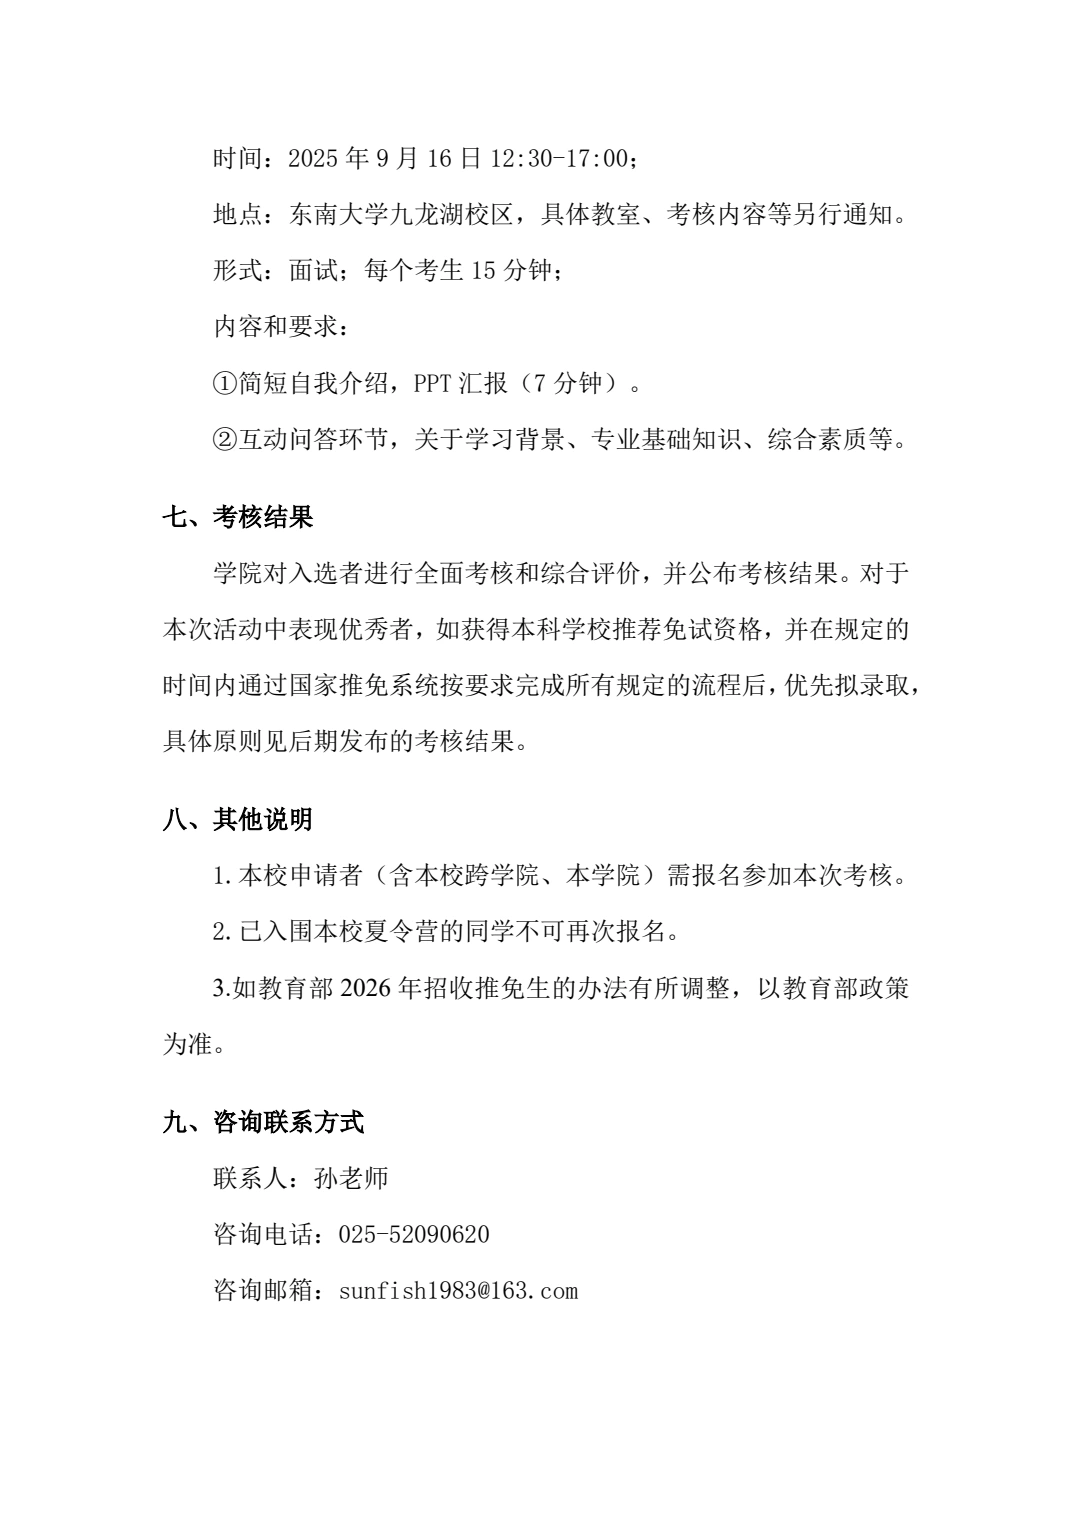 时间：2025 年 9 月 16 日 12:30-17:00；
地点：东南大学九龙湖校区，具体教室、考核内容等另行通知。
形式：面试；每个考生 15 分钟；
内容和要求：
①简短自我介绍，PPT 汇报（7 分钟）。
②互动问答环节，关于学习背景、专业基础知识、综合素质等。
七、考核结果
学院对入选者进行全面考核和综合评价，并公布考核结果。对于
本次活动中表现优秀者，如获得本科学校推荐免试资格，并在规定的
时间内通过国家推免系统按要求完成所有规定的流程后，优先拟录取，
具体原则见后期发布的考核结果。
八、其他说明
1.本校申请者（含本校跨学院、本学院）需报名参加本次考核。
2.已入围本校夏令营的同学不可再次报名。
3.如教育部 2026 年招收推免生的办法有所调整，以教育部政策
为准。
九、咨询联系方式
联系人：孙老师
咨询电话：025-52090620
咨询邮箱：sunfish1983@163.com